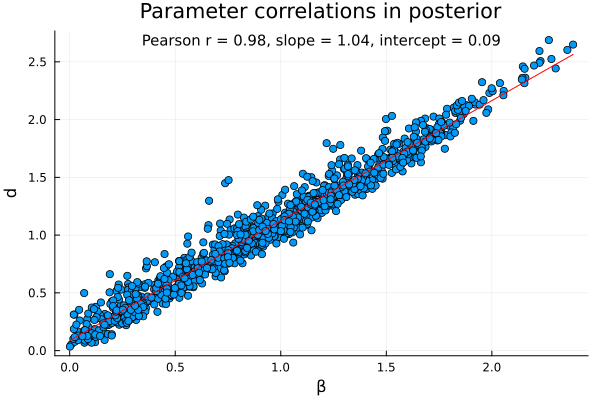 Parameter correlations in posterior
Pearson r = 0.98, slope = 1.04, intercept = 0.09
2.5
2.0
1.5
1.0
0.5
0.0
d
0.0 0.5 1.0 1.5 2.0
β